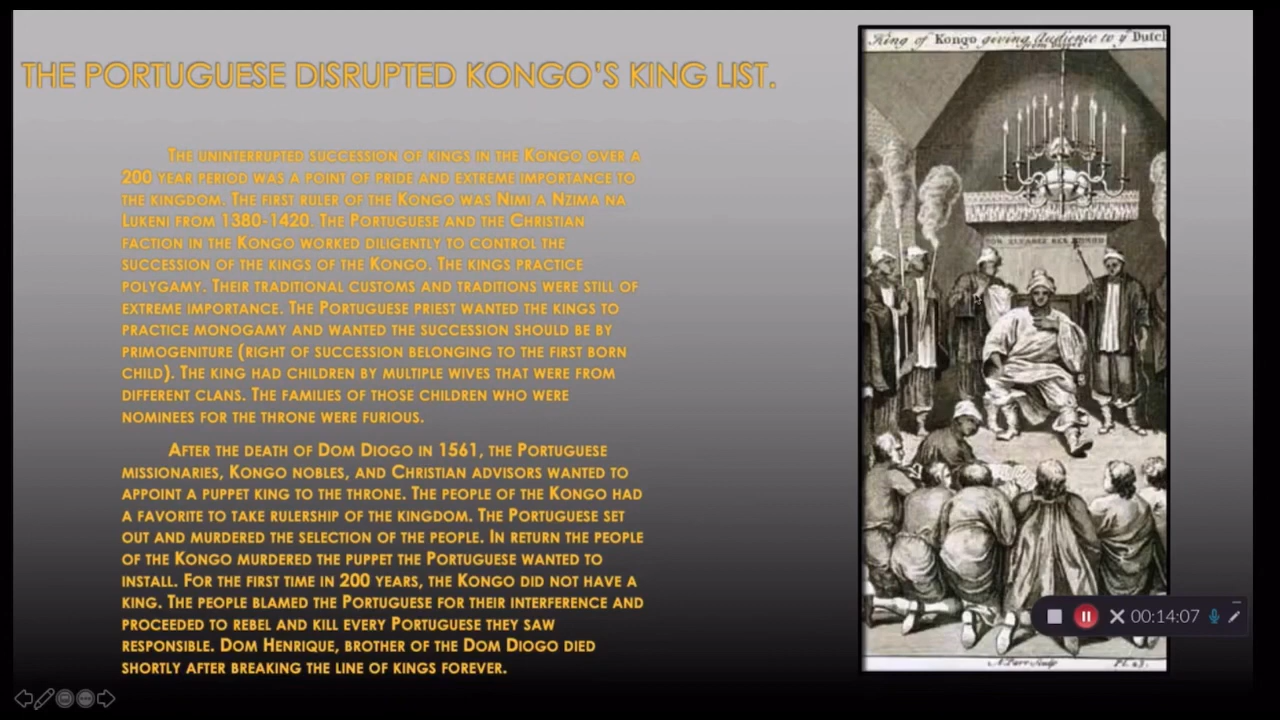 THE PORTUGUESE DISRUPTED KONGO'S KING LIST.
THE UNINTERRUPTED SUCCESSION OF KINGS IN THE KONGO OVER A
200 YEAR PERIOD WAS A POINT OF PRIDE AND EXTREME IMPORTANCE TO
THE KINGDOM. THE FIRST RULER OF THE KONGO WAS NIMI A NZIMA NA
LUKENI FROM 1380-1420. THE PORTUGUESE AND THE CHRISTIAN
FACTION IN THE KONGO WORKED DILIGENTLY TO CONTROL THE
SUCCESSION OF THE KINGS OF THE KONGO. THE KINGS PRACTICE
POLYGAMY. THEIR TRADITIONAL CUSTOMS AND TRADITIONS WERE STILL OF
EXTREME IMPORTANCE. THE PORTUGUESE PRIEST WANTED THE KINGS TO
PRACTICE MONOGAMY AND WANTED THE SUCCESSION SHOULD BE BY
PRIMOGENITURE (RIGHT OF SUCCESSION BELONGING TO THE FIRST BORN
CHILD). THE KING HAD CHILDREN BY MULTIPLE WIVES THAT WERE FROM
DIFFERENT CLANS. THE FAMILIES OF THOSE CHILDREN WHO WERE
NOMINEES FOR THE THRONE WERE FURIOUS.
AFTER THE DEATH OF DOM DIOGO IN 1561, THE PORTUGUESE
MISSIONARIES, KONGO NOBLES, AND CHRISTIAN ADVISORS WANTED TO
APPOINT A PUPPET KING TO THE THRONE. THE PEOPLE OF THE KONGO HAD
A FAVORITE TO TAKE RULERSHIP OF THE KINGDOM. THE PORTUGUESE SET
OUT AND MURDERED THE SELECTION OF THE PEOPLE. IN RETURN THE PEOPLE
OF THE KONGO MURDERED THE PUPPET THE PORTUGUESE WANTED TO
INSTALL. FOR THE FIRST TIME IN 200 YEARS, THE KONGO DID NOT HAVE A
KING. THE PEOPLE BLAMED THE PORTUGUESE FOR THEIR INTERFERENCE AND
PROCEEDED TO REBEL AND KILL EVERY PORTUGUESE THEY SAW
RESPONSIBLE. DOM HENRIQUE, BROTHER OF THE DOM DIOGO DIED
SHORTLY AFTER BREAKING THE LINE OF KINGS FOREVER.
King of Kongo giving Audience to y Dutch
DON ALVAREZ REX KONGO
00:14:07
A. Parr Sculp